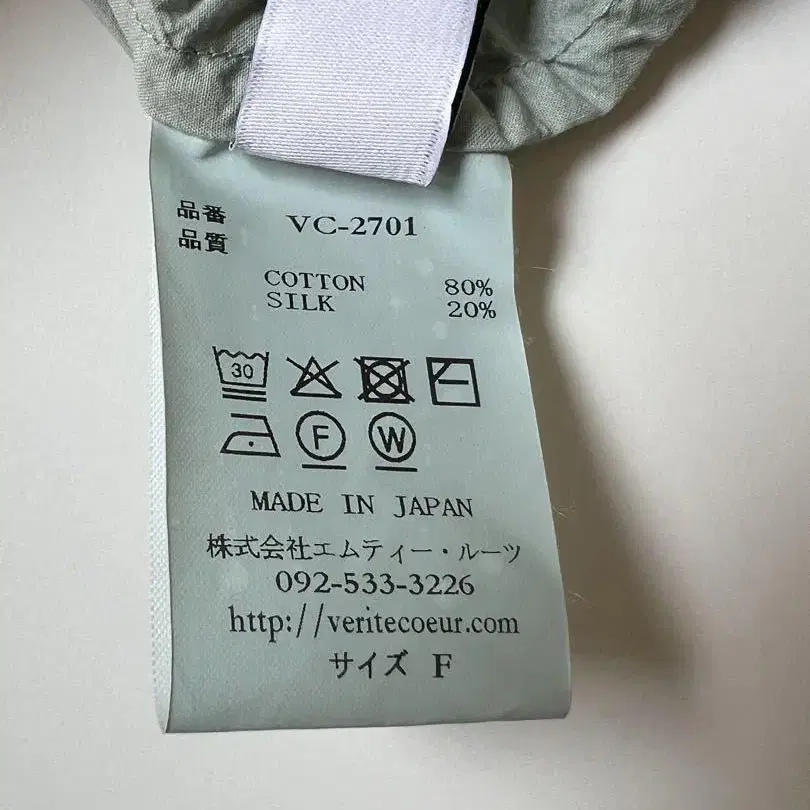 品番 VC-2701
品質
COTTON 80%
SILK 20%
30
F W
MADE IN JAPAN
株式会社エムティー・ルーツ
092-533-3226
http://veritecoeur.com
サイズ F